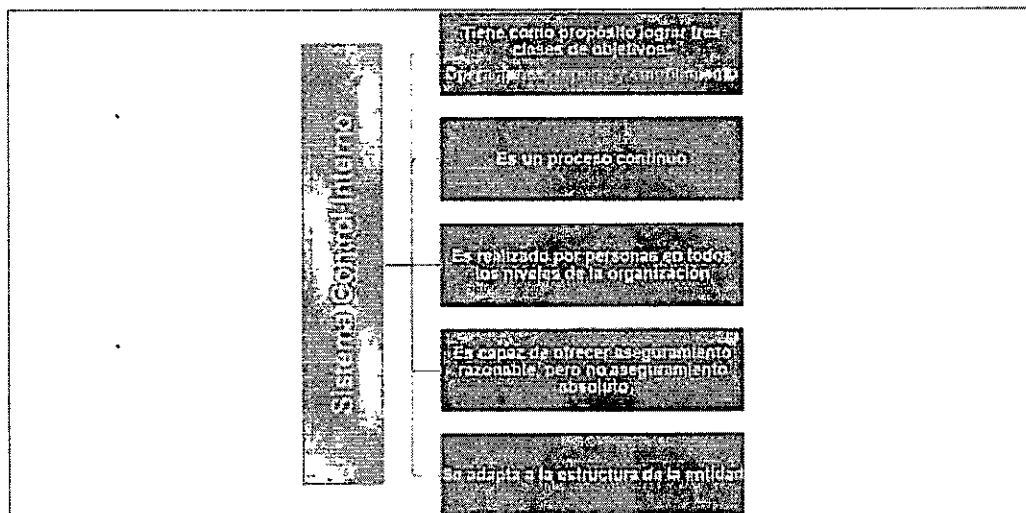 Sistema Control Interno
Tiene como propósito lograr tres
clases de objetivos:
cumplimiento
Es un proceso continuo
Es realizado por personas en todos
los niveles de la organización
Es capaz de ofrecer aseguramiento
razonable, pero no aseguramiento
absoluto
Se adapta a la estructura de la entidad